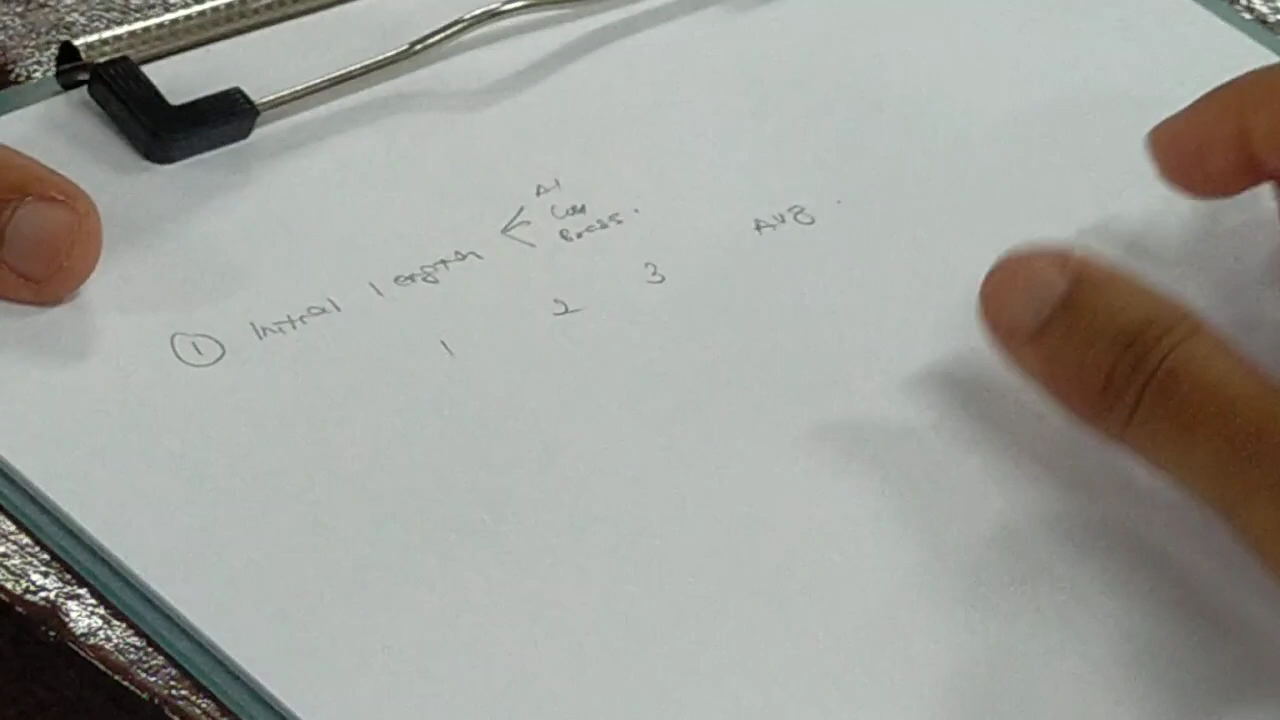 Al
Cu
Brass.
① Initial length <
1 2 3 Avg.